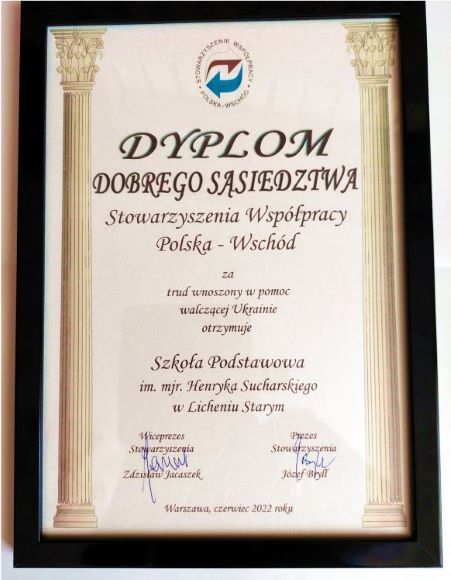 STOWARZYSZENIE WSPÓŁPRACY
POLSKA - WSCHÓD
DYPLOM
DOBREGO SĄSIEDZTWA
Stowarzyszenia Współpracy
Polska - Wschód
za
trud wnoszony w pomoc
walczącej Ukrainie
otrzymuje
Szkoła Podstawowa
im. mjr. Henryka Sucharskiego
w Licheniu Starym
Wiceprezes Prezes
Stowarzyszenia Stowarzyszenia
Zdzisław Jacaszek Józef Bryll
Warszawa, czerwiec 2022 roku